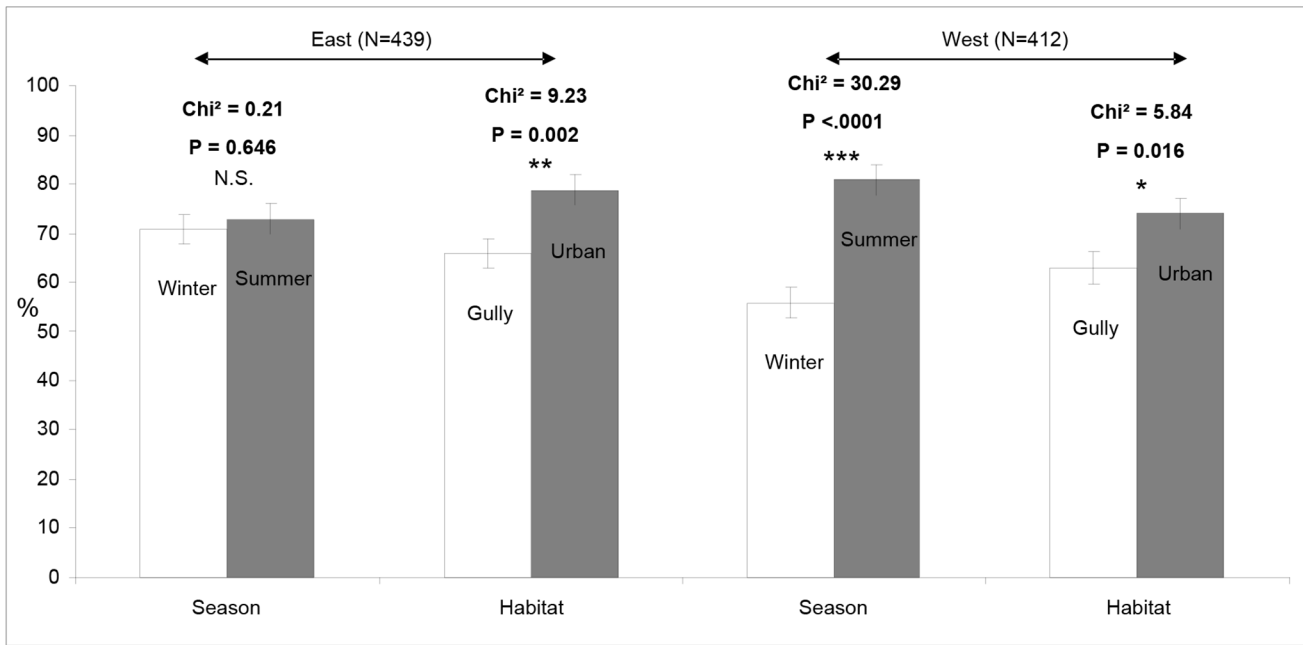 East (N=439)
West (N=412)
Chi² = 0.21
P = 0.646
N.S.
Chi² = 9.23
P = 0.002
**
Chi² = 30.29
P <.0001
***
Chi² = 5.84
P = 0.016
*
%
100
90
80
70
60
50
40
30
20
10
0
Winter
Summer
Gully
Urban
Winter
Summer
Gully
Urban
Season
Habitat
Season
Habitat